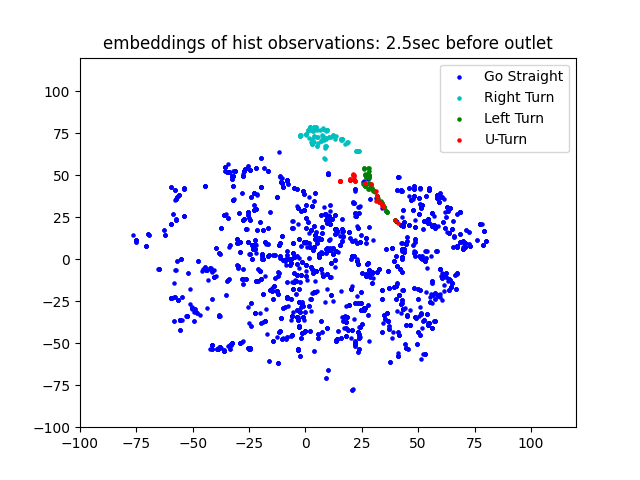 embeddings of hist observations: 2.5sec before outlet
Go Straight
Right Turn
Left Turn
U-Turn
100
75
50
25
0
−25
−50
−75
−100
−100 −75 −50 −25 0 25 50 75 100